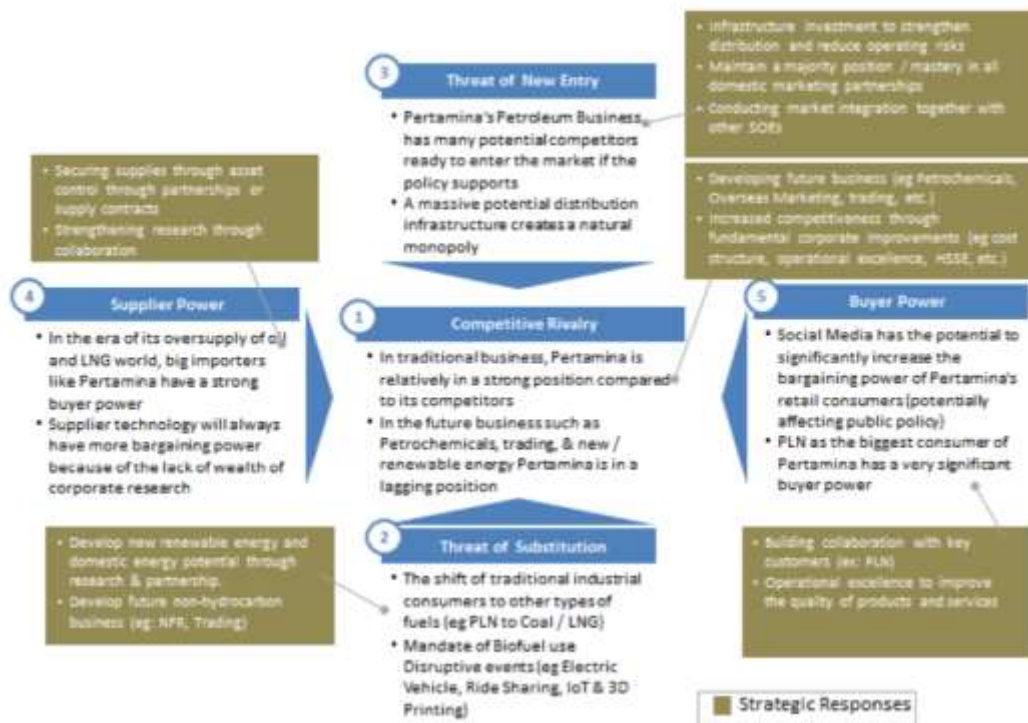 3
Threat of New Entry
• Pertamina's Petroleum Business
has many potential competitors
ready to enter the market if the
policy supports
• A massive potential distribution
infrastructure creates a natural
monopoly
• Infrastructure investment to strengthen
distribution and reduce operating risks
• Maintain a majority position / mastery in all
domestic marketing partnerships
• Conducting market integration together with
other SOEs
• Securing supplies through asset
control through partnerships or
supply contracts
• Strengthening research through
collaboration
• Developing future business (eg Petrochemicals,
Overseas Marketing, trading, etc.)
• Increased competitiveness through
fundamental corporate improvements (eg cost
structure, operational excellence, HSSE, etc.)
4
Supplier Power
• In the era of its oversupply of oil
and LNG world, big importers
like Pertamina have a strong
buyer power
• Supplier technology will always
have more bargaining power
because of the lack of wealth of
corporate research
1
Competitive Rivalry
• In traditional business, Pertamina is
relatively in a strong position compared
to its competitors
• In the future business such as
Petrochemicals, trading, & new /
renewable energy Pertamina is in a
lagging position
5
Buyer Power
• Social Media has the potential to
significantly increase the
bargaining power of Pertamina's
retail consumers (potentially
affecting public policy)
• PLN as the biggest consumer of
Pertamina has a very significant
buyer power
• Develop new renewable energy and
domestic energy potential through
research & partnership.
• Develop future non-hydrocarbon
business (eg: NFR, Trading)
2
Threat of Substitution
• The shift of traditional industrial
consumers to other types of
fuels (eg PLN to Coal / LNG)
• Mandate of Biofuel use
Disruptive events (eg Electric
Vehicle, Ride Sharing, IoT & 3D
Printing)
• Building collaboration with key
customers (ex: PLN)
• Operational excellence to improve
the quality of products and services
Strategic Responses